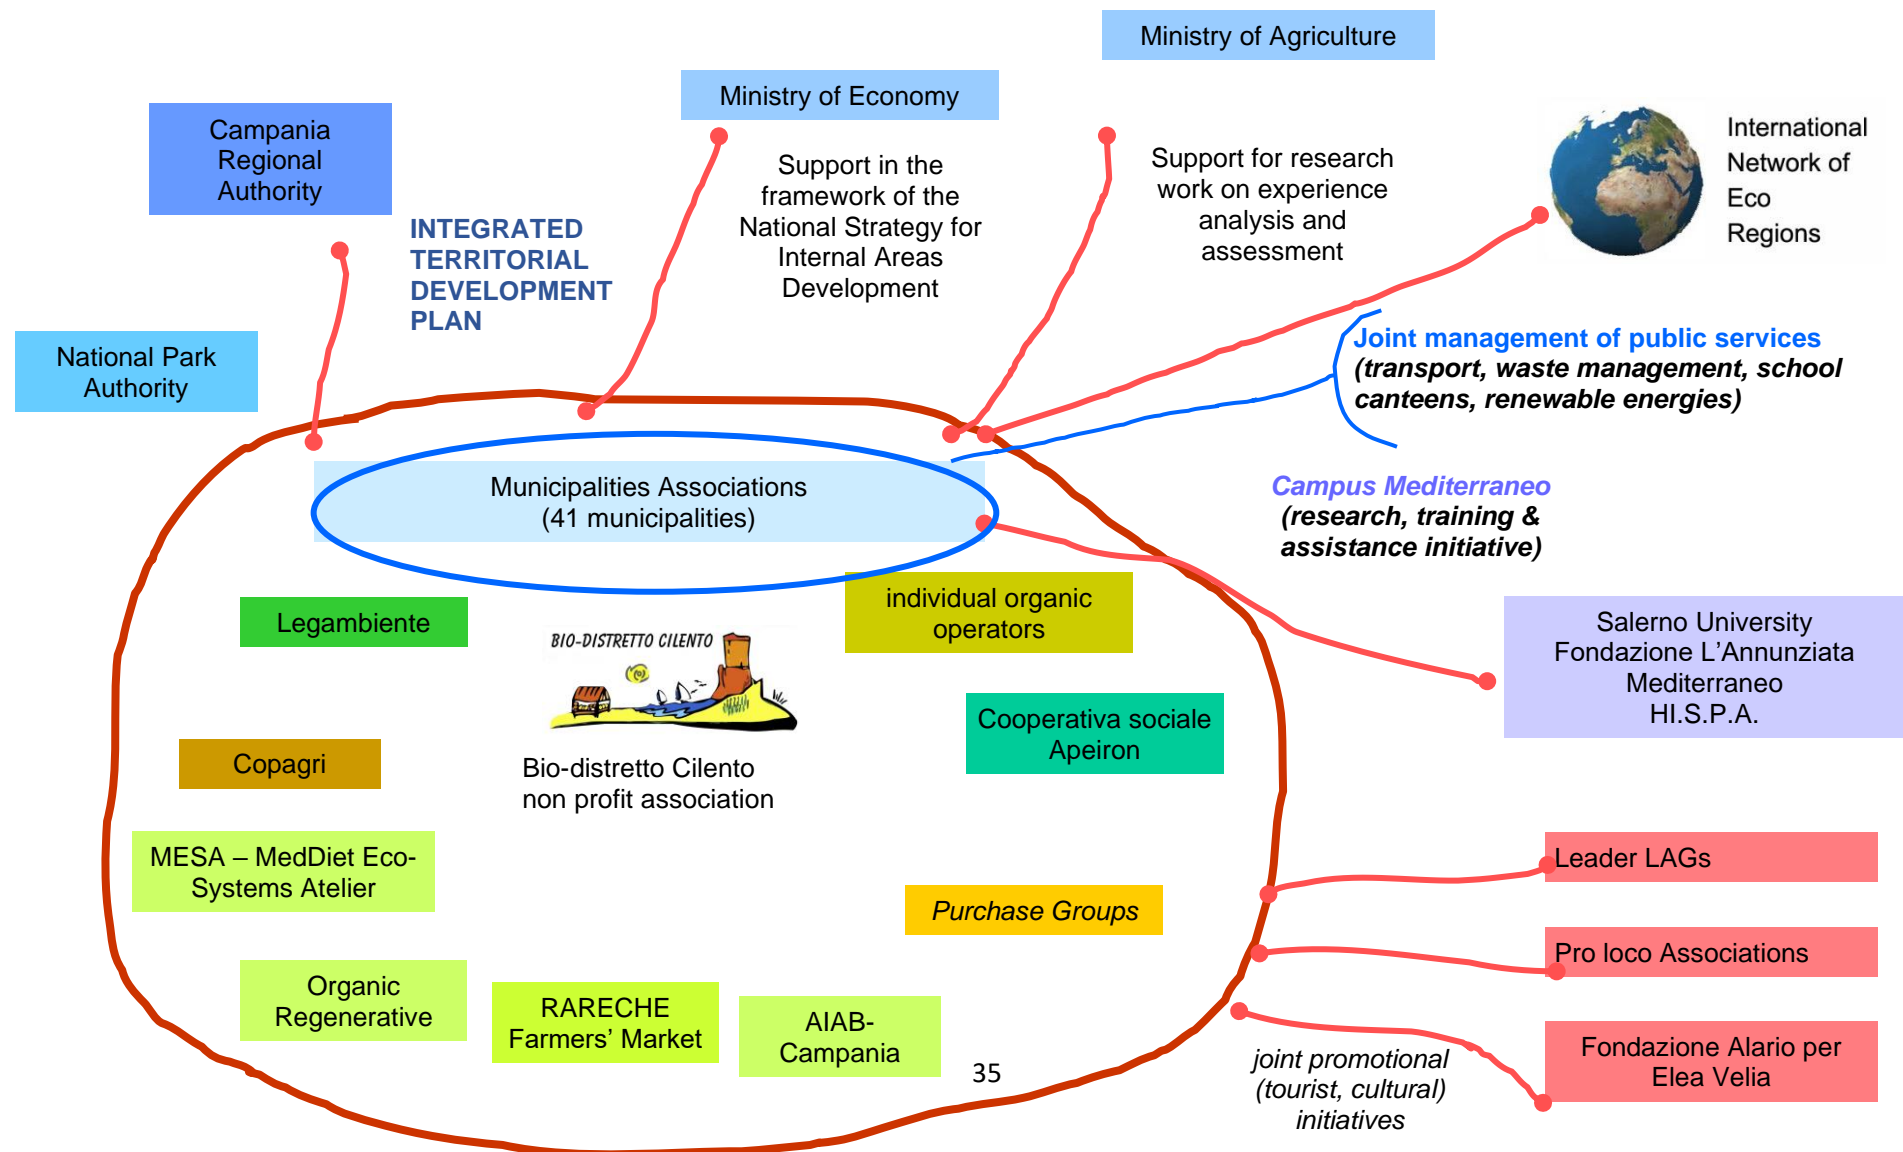 Ministry of Agriculture
Ministry of Economy
Campania
Regional
Authority
International
Network of
Eco
Regions
Support in the
framework of the
National Strategy for
Internal Areas
Development
Support for research
work on experience
analysis and
assessment
INTEGRATED
TERRITORIAL
DEVELOPMENT
PLAN
National Park
Authority
Joint management of public services
(transport, waste management, school
canteens, renewable energies)
Municipalities Associations
(41 municipalities)
Campus Mediterraneo
(research, training &
assistance initiative)
Legambiente
BIO-DISTRETTO CILENTO
individual organic
operators
Salerno University
Fondazione L’Annunziata
Mediterraneo
HI.S.P.A.
Cooperativa sociale
Apeiron
Copagri
Bio-distretto Cilento
non profit association
MESA – MedDiet Eco-
Systems Atelier
Purchase Groups
Leader LAGs
Pro loco Associations
Organic
Regenerative
RARECHE
Farmers’ Market
AIAB-
Campania
35
joint promotional
(tourist, cultural)
initiatives
Fondazione Alario per
Elea Velia